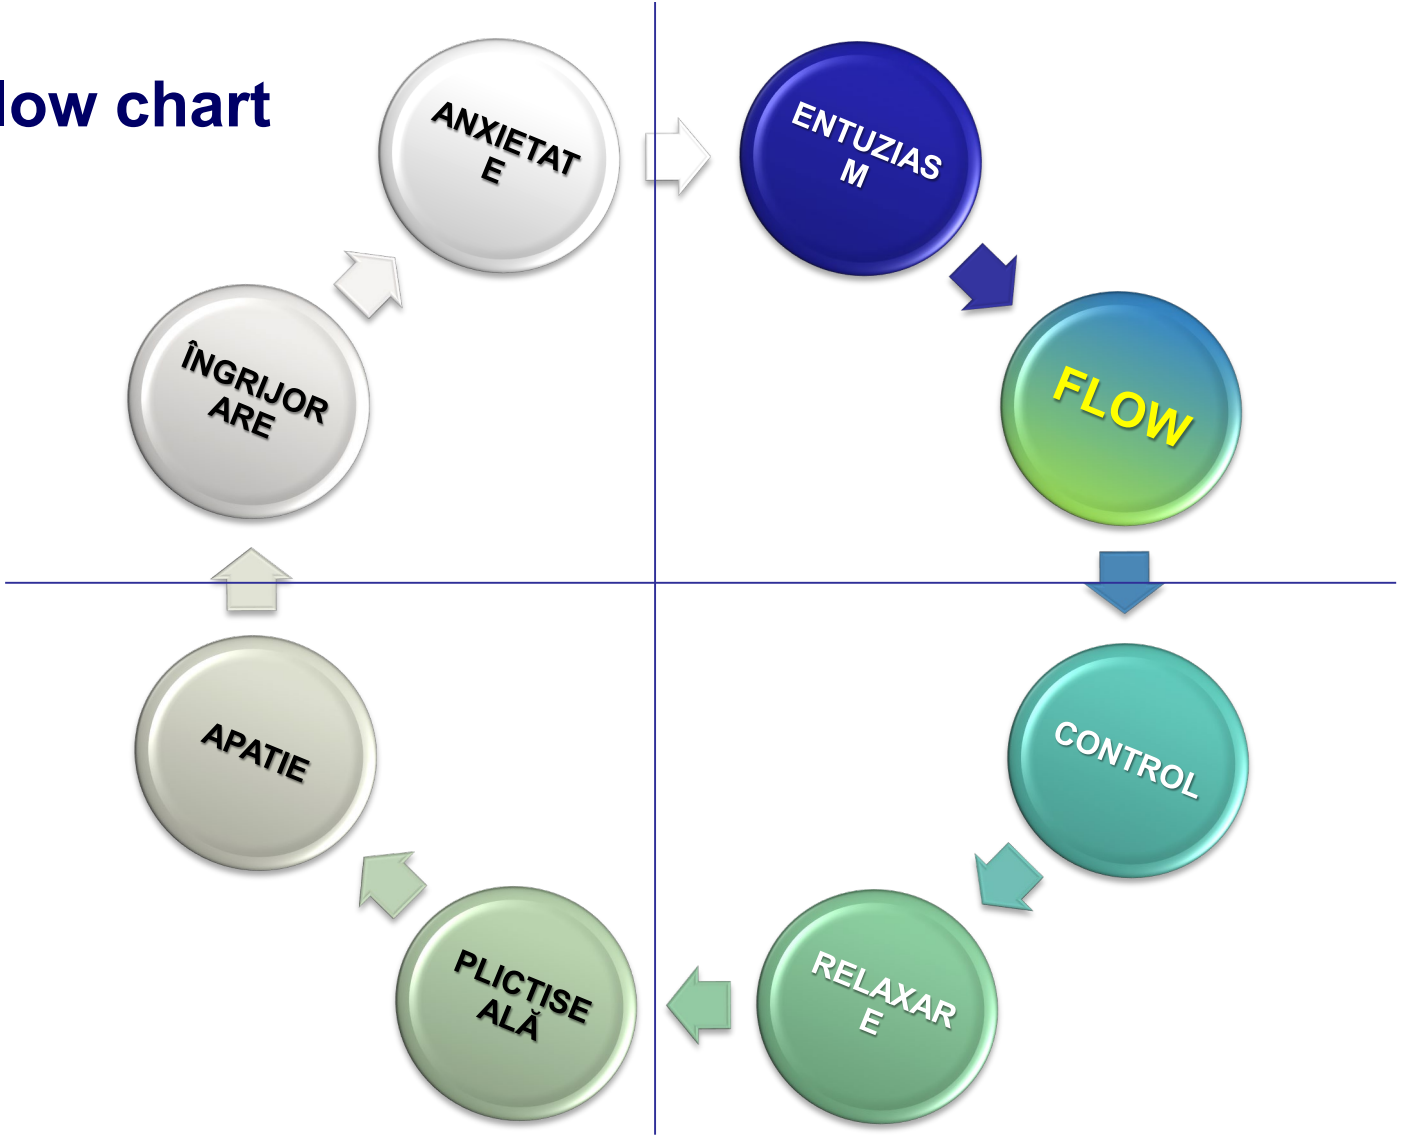 low chart
ANXIETAT
E
ENTUZIAS
M
ÎNGRIJOR
ARE
FLOW
APATIE
CONTROL
PLICTISE
ALĂ
RELAXAR
E